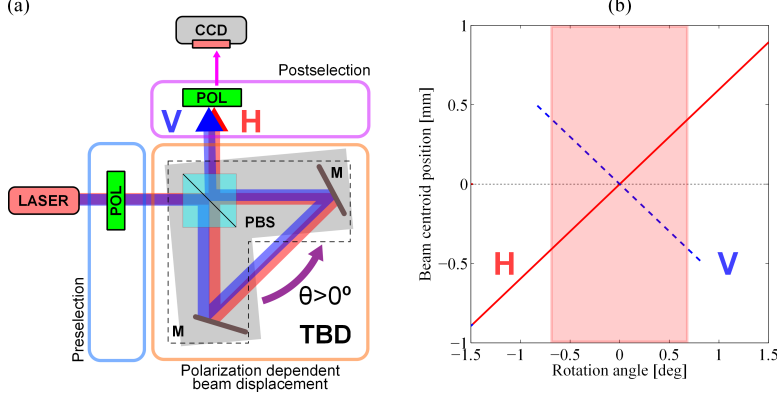 (a)
CCD
Postselection
POL
V
H
LASER
POL
PBS
M
M
θ>0º
TBD
Preselection
Polarization dependent
beam displacement
(b)
Beam centroid position [mm]
1
0.5
0
−0.5
−1
H
V
−1.5
−1
−0.5
0
0.5
1
1.5
Rotation angle [deg]